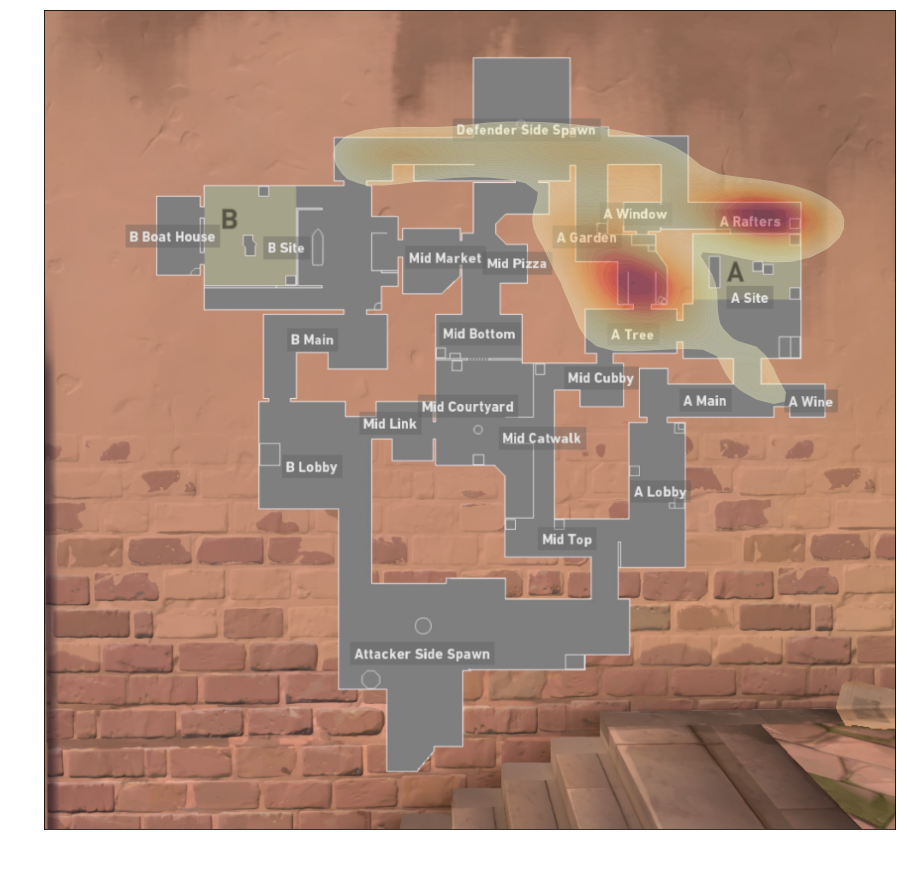 Defender Side Spawn
A Window
A Rafters
B
B Boat House
B Site
A Garden
Mid Market
Mid Pizza
A
A Site
B Main
Mid Bottom
A Tree
Mid Cubby
Mid Courtyard
A Main
A Wine
Mid Link
Mid Catwalk
B Lobby
A Lobby
Mid Top
Attacker Side Spawn